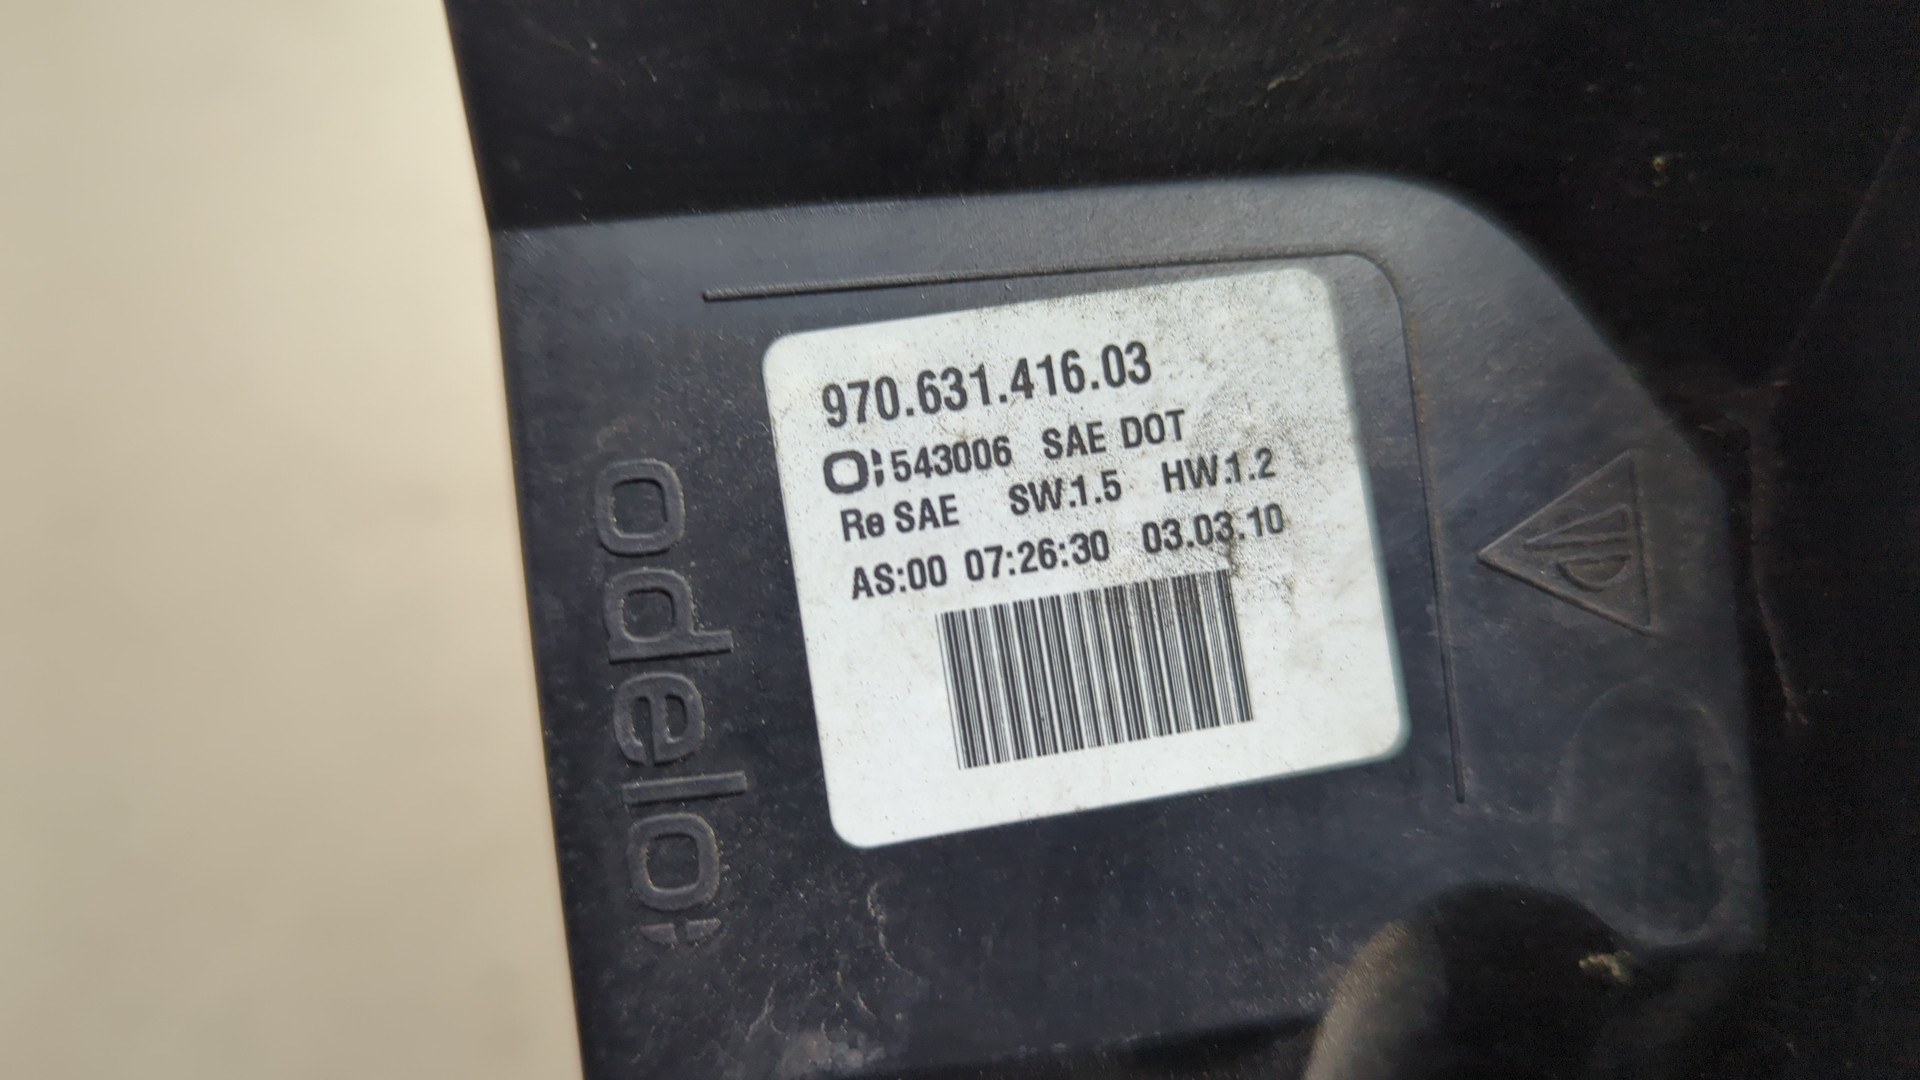 970.631.416.03
543006 SAE DOT
Re SAE SW.1.5 HW.1.2
AS:00 07:26:30 03.03.10
odelo